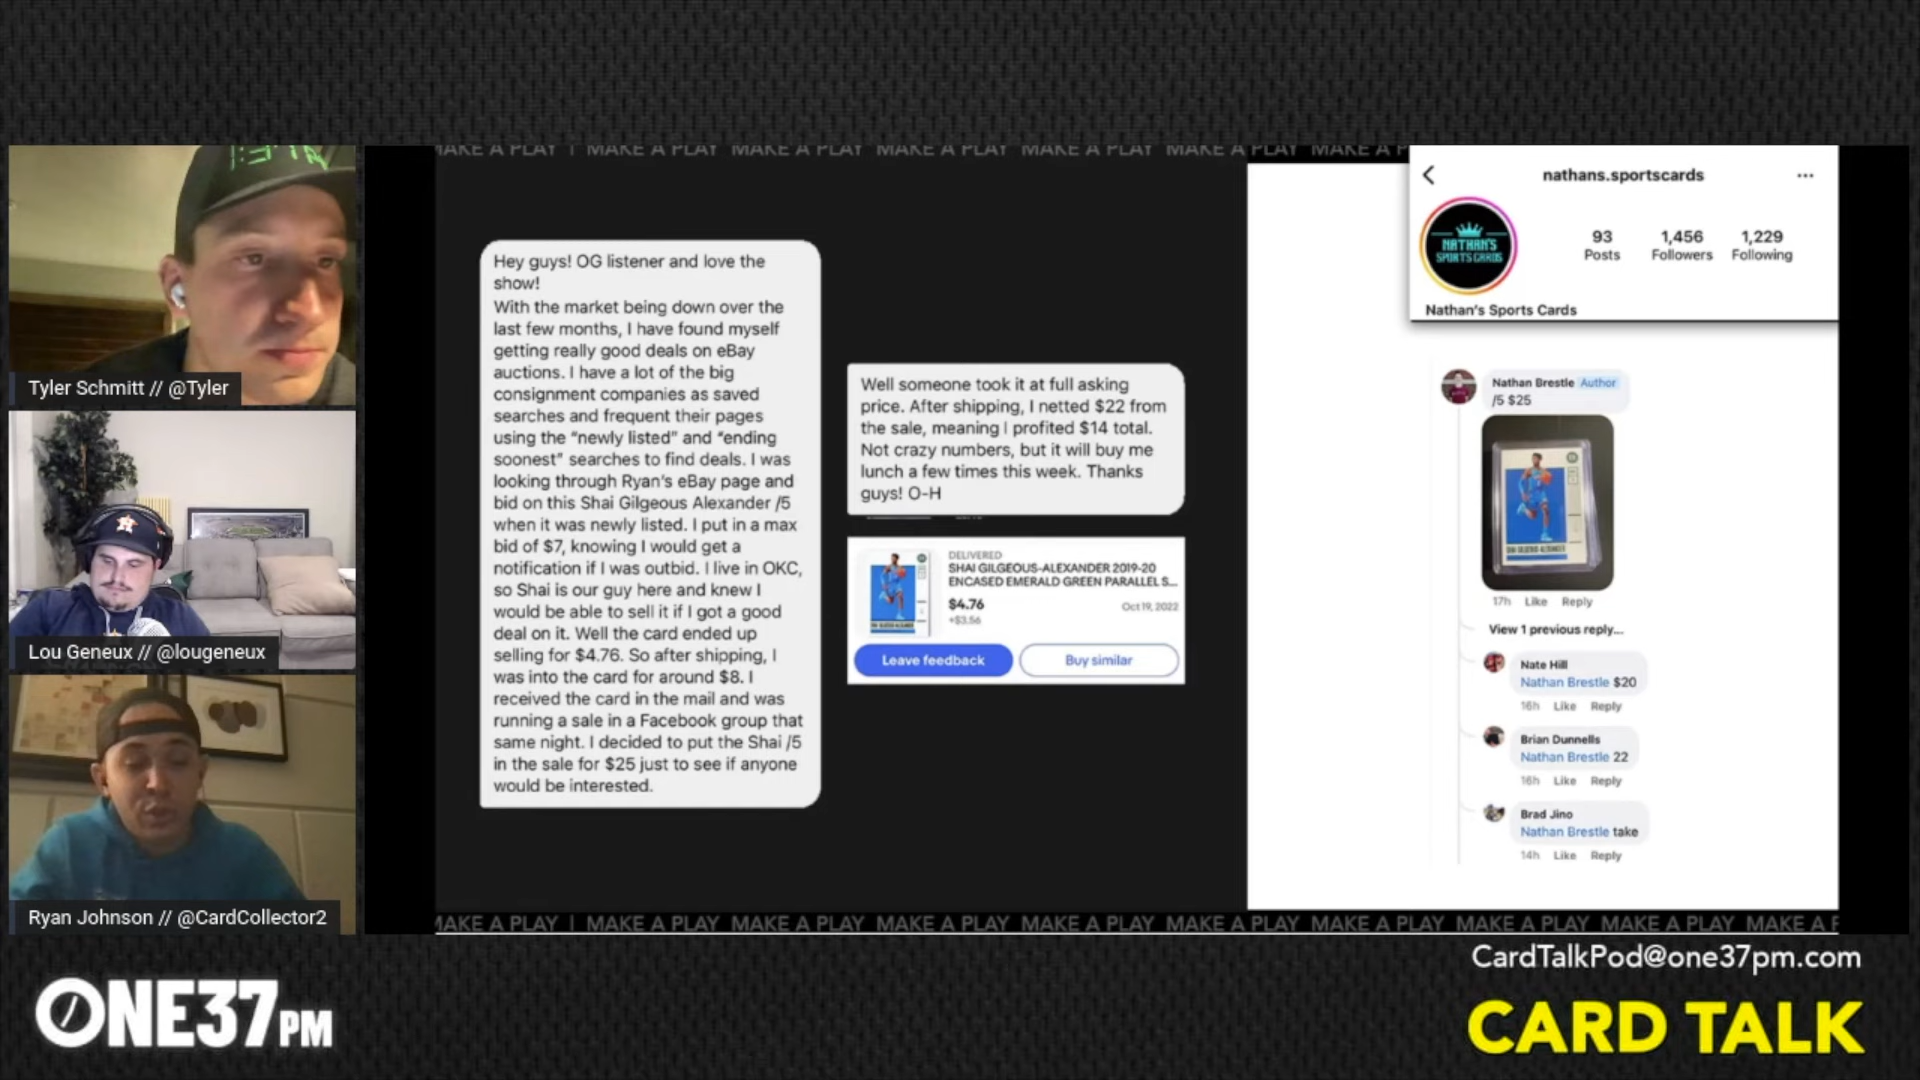 MAKE A PLAY | MAKE A PLAY MAKE A PLAY MAKE A PLAY MAKE A PLAY MAKE A PLAY MAKE A P
Hey guys! OG listener and love the
show!
With the market being down over the
last few months, I have found myself
getting really good deals on eBay
auctions. I have a lot of the big
consignment companies as saved
searches and frequent their pages
using the "newly listed" and "ending
soonest" searches to find deals. I was
looking through Ryan's eBay page and
bid on this Shai Gilgeous Alexander /5
when it was newly listed. I put in a max
bid of $7, knowing I would get a
notification if I was outbid. I live in OKC,
so Shai is our guy here and knew I
would be able to sell it if I got a good
deal on it. Well the card ended up
selling for $4.76. So after shipping, I
was into the card for around $8. I
received the card in the mail and was
running a sale in a Facebook group that
same night. I decided to put the Shai /5
in the sale for $25 just to see if anyone
would be interested.
Well someone took it at full asking
price. After shipping, I netted $22 from
the sale, meaning I profited $14 total.
Not crazy numbers, but it will buy me
lunch a few times this week. Thanks
guys! O-H
DELIVERED
SHAI GILGEOUS-ALEXANDER 2019-20
ENCASED EMERALD GREEN PARALLEL S...
$4.76
Oct 19, 2022
+$3.56
Leave feedback
Buy similar
nathans.sportscards
NATHAN'S
SPORTS CARDS
93
Posts
1,456
Followers
1,229
Following
Nathan's Sports Cards
Nathan Brestle Author
/5 $25
SHAI GILGEOUS-ALEXANDER
17h Like Reply
View 1 previous reply...
Nate Hill
Nathan Brestle $20
16h Like Reply
Brian Dunnells
Nathan Brestle 22
16h Like Reply
Brad Jino
Nathan Brestle take
14h Like Reply
MAKE A PLAY | MAKE A PLAY MAKE A PLAY MAKE A PLAY MAKE A PLAY MAKE A PLAY MAKE A PLAY MAKE A PLAY MAKE A PLAY MAKE A P
1:37PM
Tyler Schmitt // @Tyler
Lou Geneux // @lougeneux
Ryan Johnson // @CardCollector2
ONE37PM
CardTalkPod@one37pm.com
CARD TALK